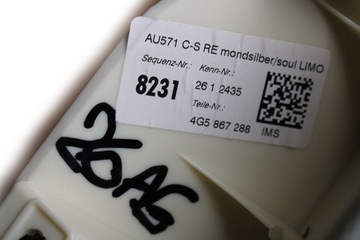 AU571 C-S RE mondsilber/soul LIMO
Sequenz-Nr.: Kenn-Nr.:
8231 26 1 2435
Teile-Nr.:
4G5 867 288 IMS